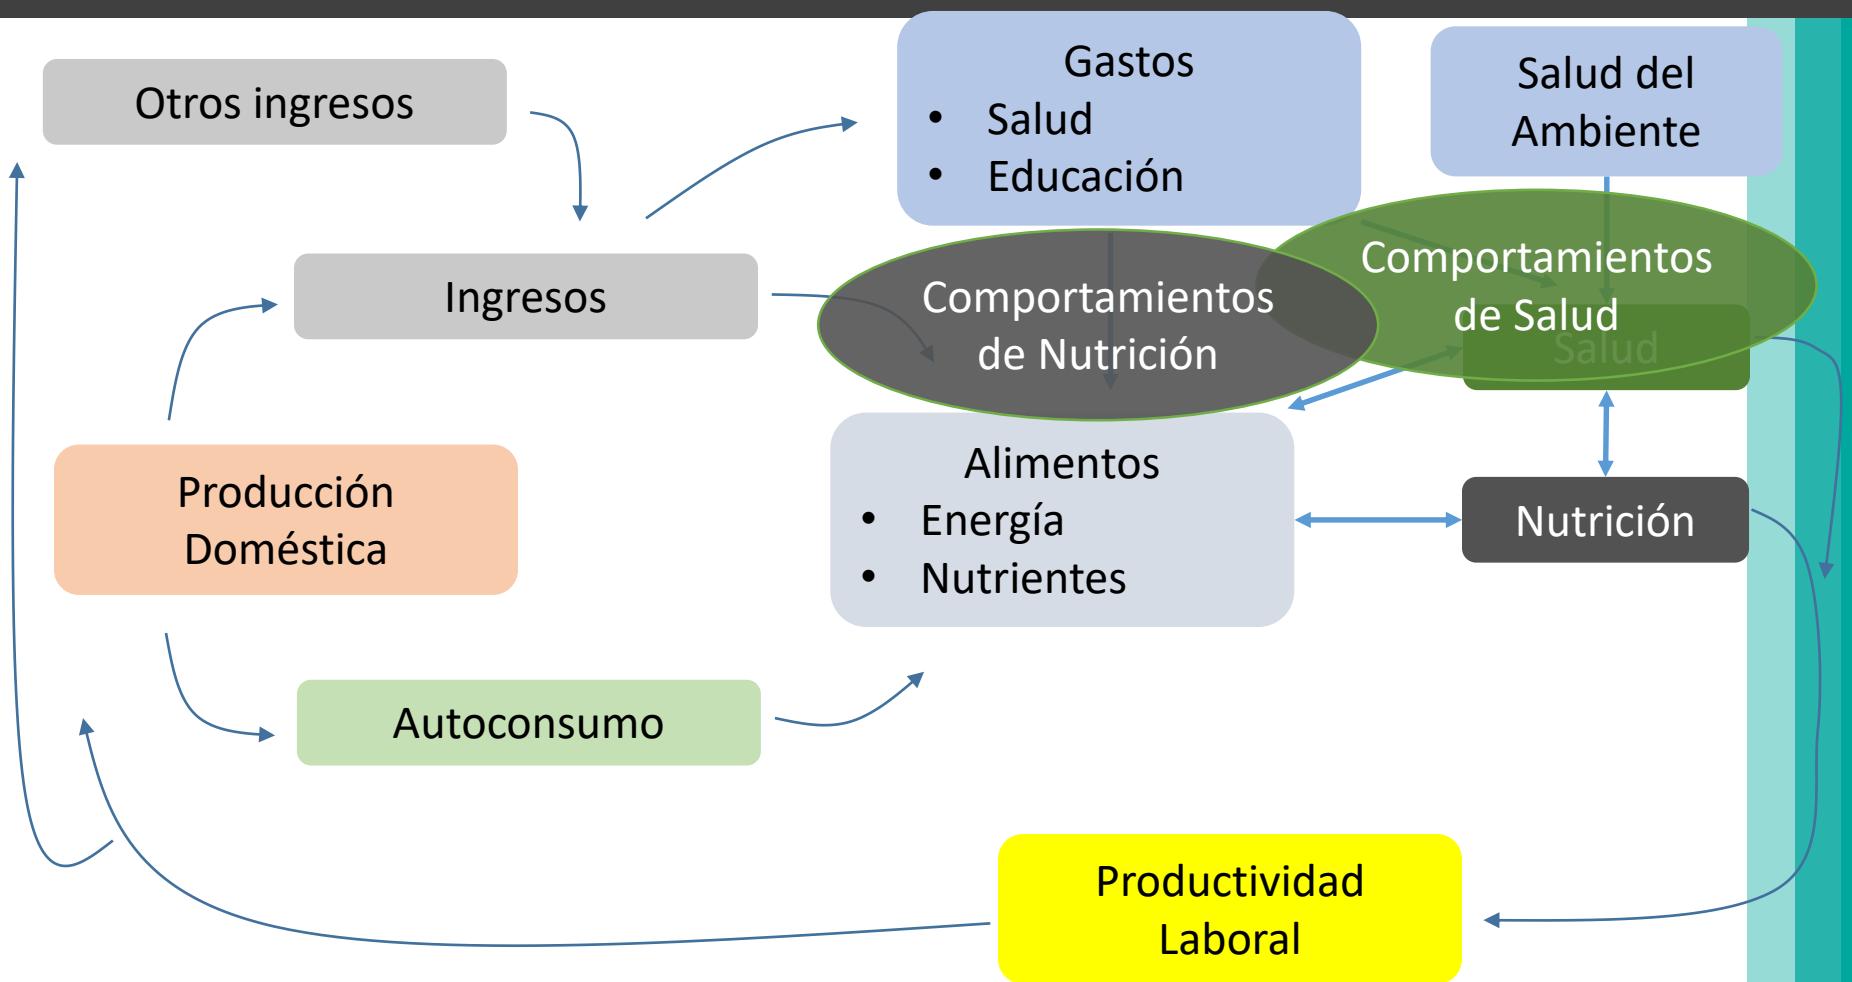 Otros ingresos
Gastos
• Salud
• Educación
Salud del
Ambiente
Ingresos
Comportamientos
de Nutrición
Comportamientos
de Salud
Salud
Producción
Doméstica
Alimentos
• Energía
• Nutrientes
Nutrición
Autoconsumo
Productividad
Laboral